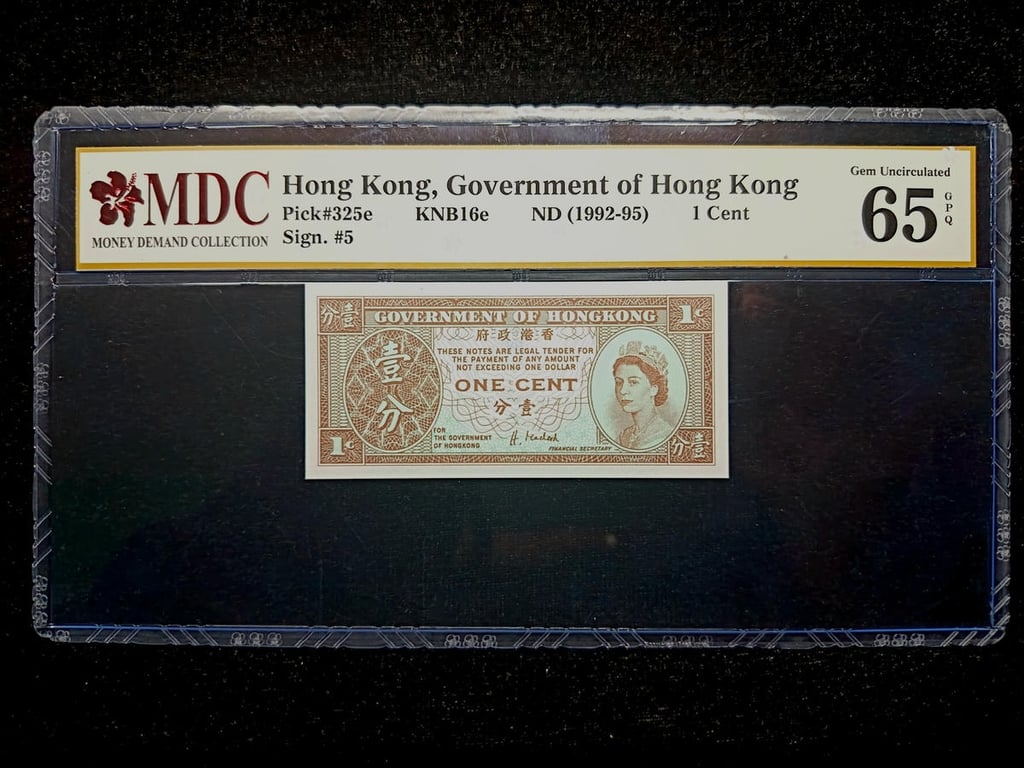 MDC
MONEY DEMAND COLLECTION
Hong Kong, Government of Hong Kong
Pick#325e KNB16e ND (1992-95) 1 Cent
Sign. #5
Gem Uncirculated
65
GPQ
分壹
GOVERNMENT OF HONGKONG
1¢
府政港香
壹分
THESE NOTES ARE LEGAL TENDER FOR
THE PAYMENT OF ANY AMOUNT
NOT EXCEEDING ONE DOLLAR
ONE CENT
分壹
FOR
THE GOVERNMENT
OF HONGKONG
FINANCIAL SECRETARY
1¢
分壹